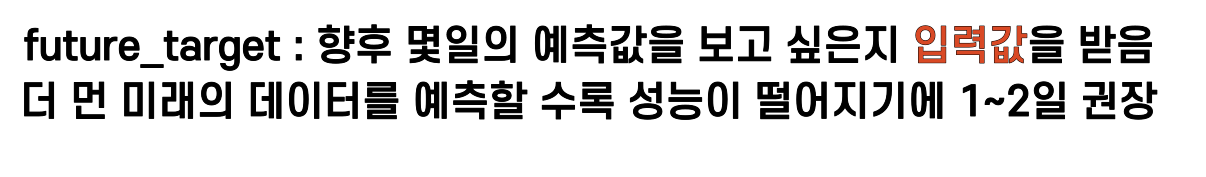 future_target : 향후 몇일의 예측값을 보고 싶은지 입력값을 받음
더 먼 미래의 데이터를 예측할 수록 성능이 떨어지기에 1~2일 권장